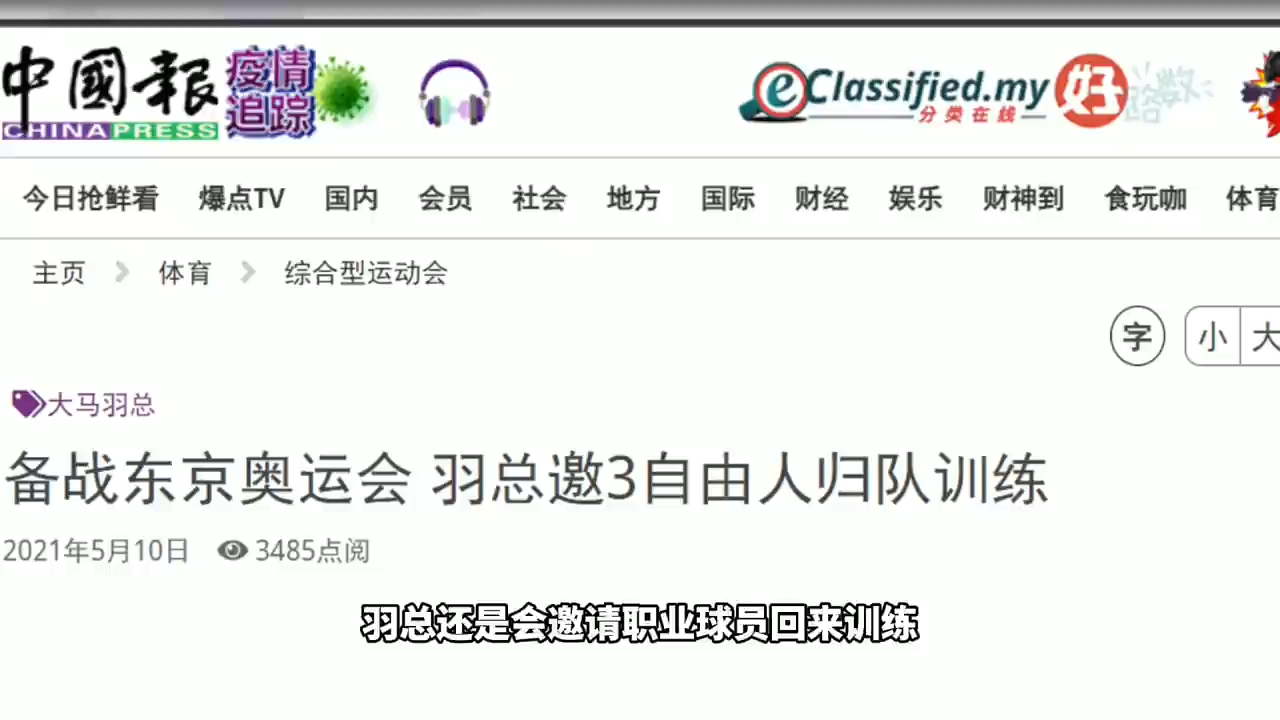 中國報 疫情追踪
CHINA PRESS
eClassified.my 好
分类在线
今日抢鲜看 爆点TV 国内 会员 社会 地方 国际 财经 娱乐 财神到 食玩咖 体育
主页 体育 综合型运动会
字 小 大
大马羽总
备战东京奥运会 羽总邀3自由人归队训练
2021年5月10日 3485点阅
羽总还是会邀请职业球员回来训练